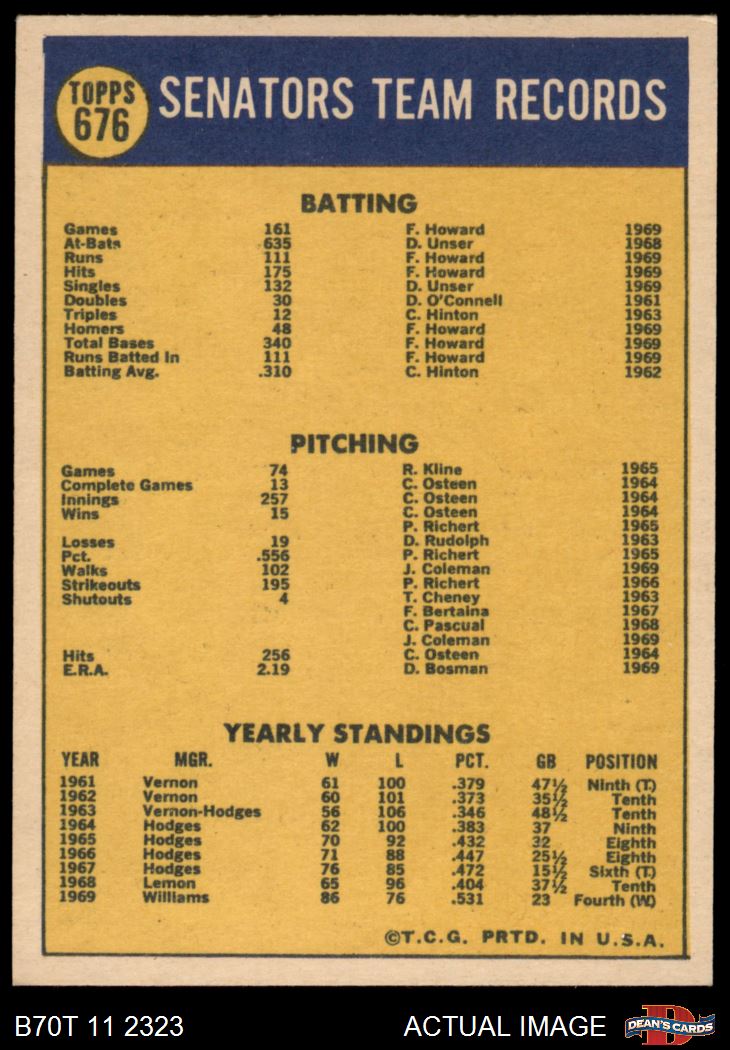 TOPPS
676
SENATORS TEAM RECORDS
BATTING
Games 161 F. Howard 1969
At-Bats 635 D. Unser 1968
Runs 111 F. Howard 1969
Hits 175 F. Howard 1969
Singles 132 D. Unser 1969
Doubles 30 D. O'Connell 1961
Triples 12 C. Hinton 1963
Homers 48 F. Howard 1969
Total Bases 340 F. Howard 1969
Runs Batted In 111 F. Howard 1969
Batting Avg. .310 C. Hinton 1962
PITCHING
Games 74 R. Kline 1965
Complete Games 13 C. Osteen 1964
Innings 257 C. Osteen 1964
Wins 15 C. Osteen 1964
P. Richert 1965
Losses 19 D. Rudolph 1963
Pct. .556 P. Richert 1965
Walks 102 J. Coleman 1969
Strikeouts 195 P. Richert 1966
Shutouts 4 T. Cheney 1963
F. Bertaina 1967
C. Pascual 1968
J. Coleman 1969
Hits 256 C. Osteen 1964
E.R.A. 2.19 D. Bosman 1969
YEARLY STANDINGS
YEAR MGR. W L PCT. GB POSITION
1961 Vernon 61 100 .379 47½ Ninth (T.)
1962 Vernon 60 101 .373 35½ Tenth
1963 Vernon-Hodges 56 106 .346 48½ Tenth
1964 Hodges 62 100 .383 37 Ninth
1965 Hodges 70 92 .432 32 Eighth
1966 Hodges 71 88 .447 25½ Eighth
1967 Hodges 76 85 .472 15½ Sixth (T.)
1968 Lemon 65 96 .404 37½ Tenth
1969 Williams 86 76 .531 23 Fourth (W)
©T.C.G. PRTD. IN U.S.A.
B70T 11 2323 ACTUAL IMAGE DEAN'S CARDS